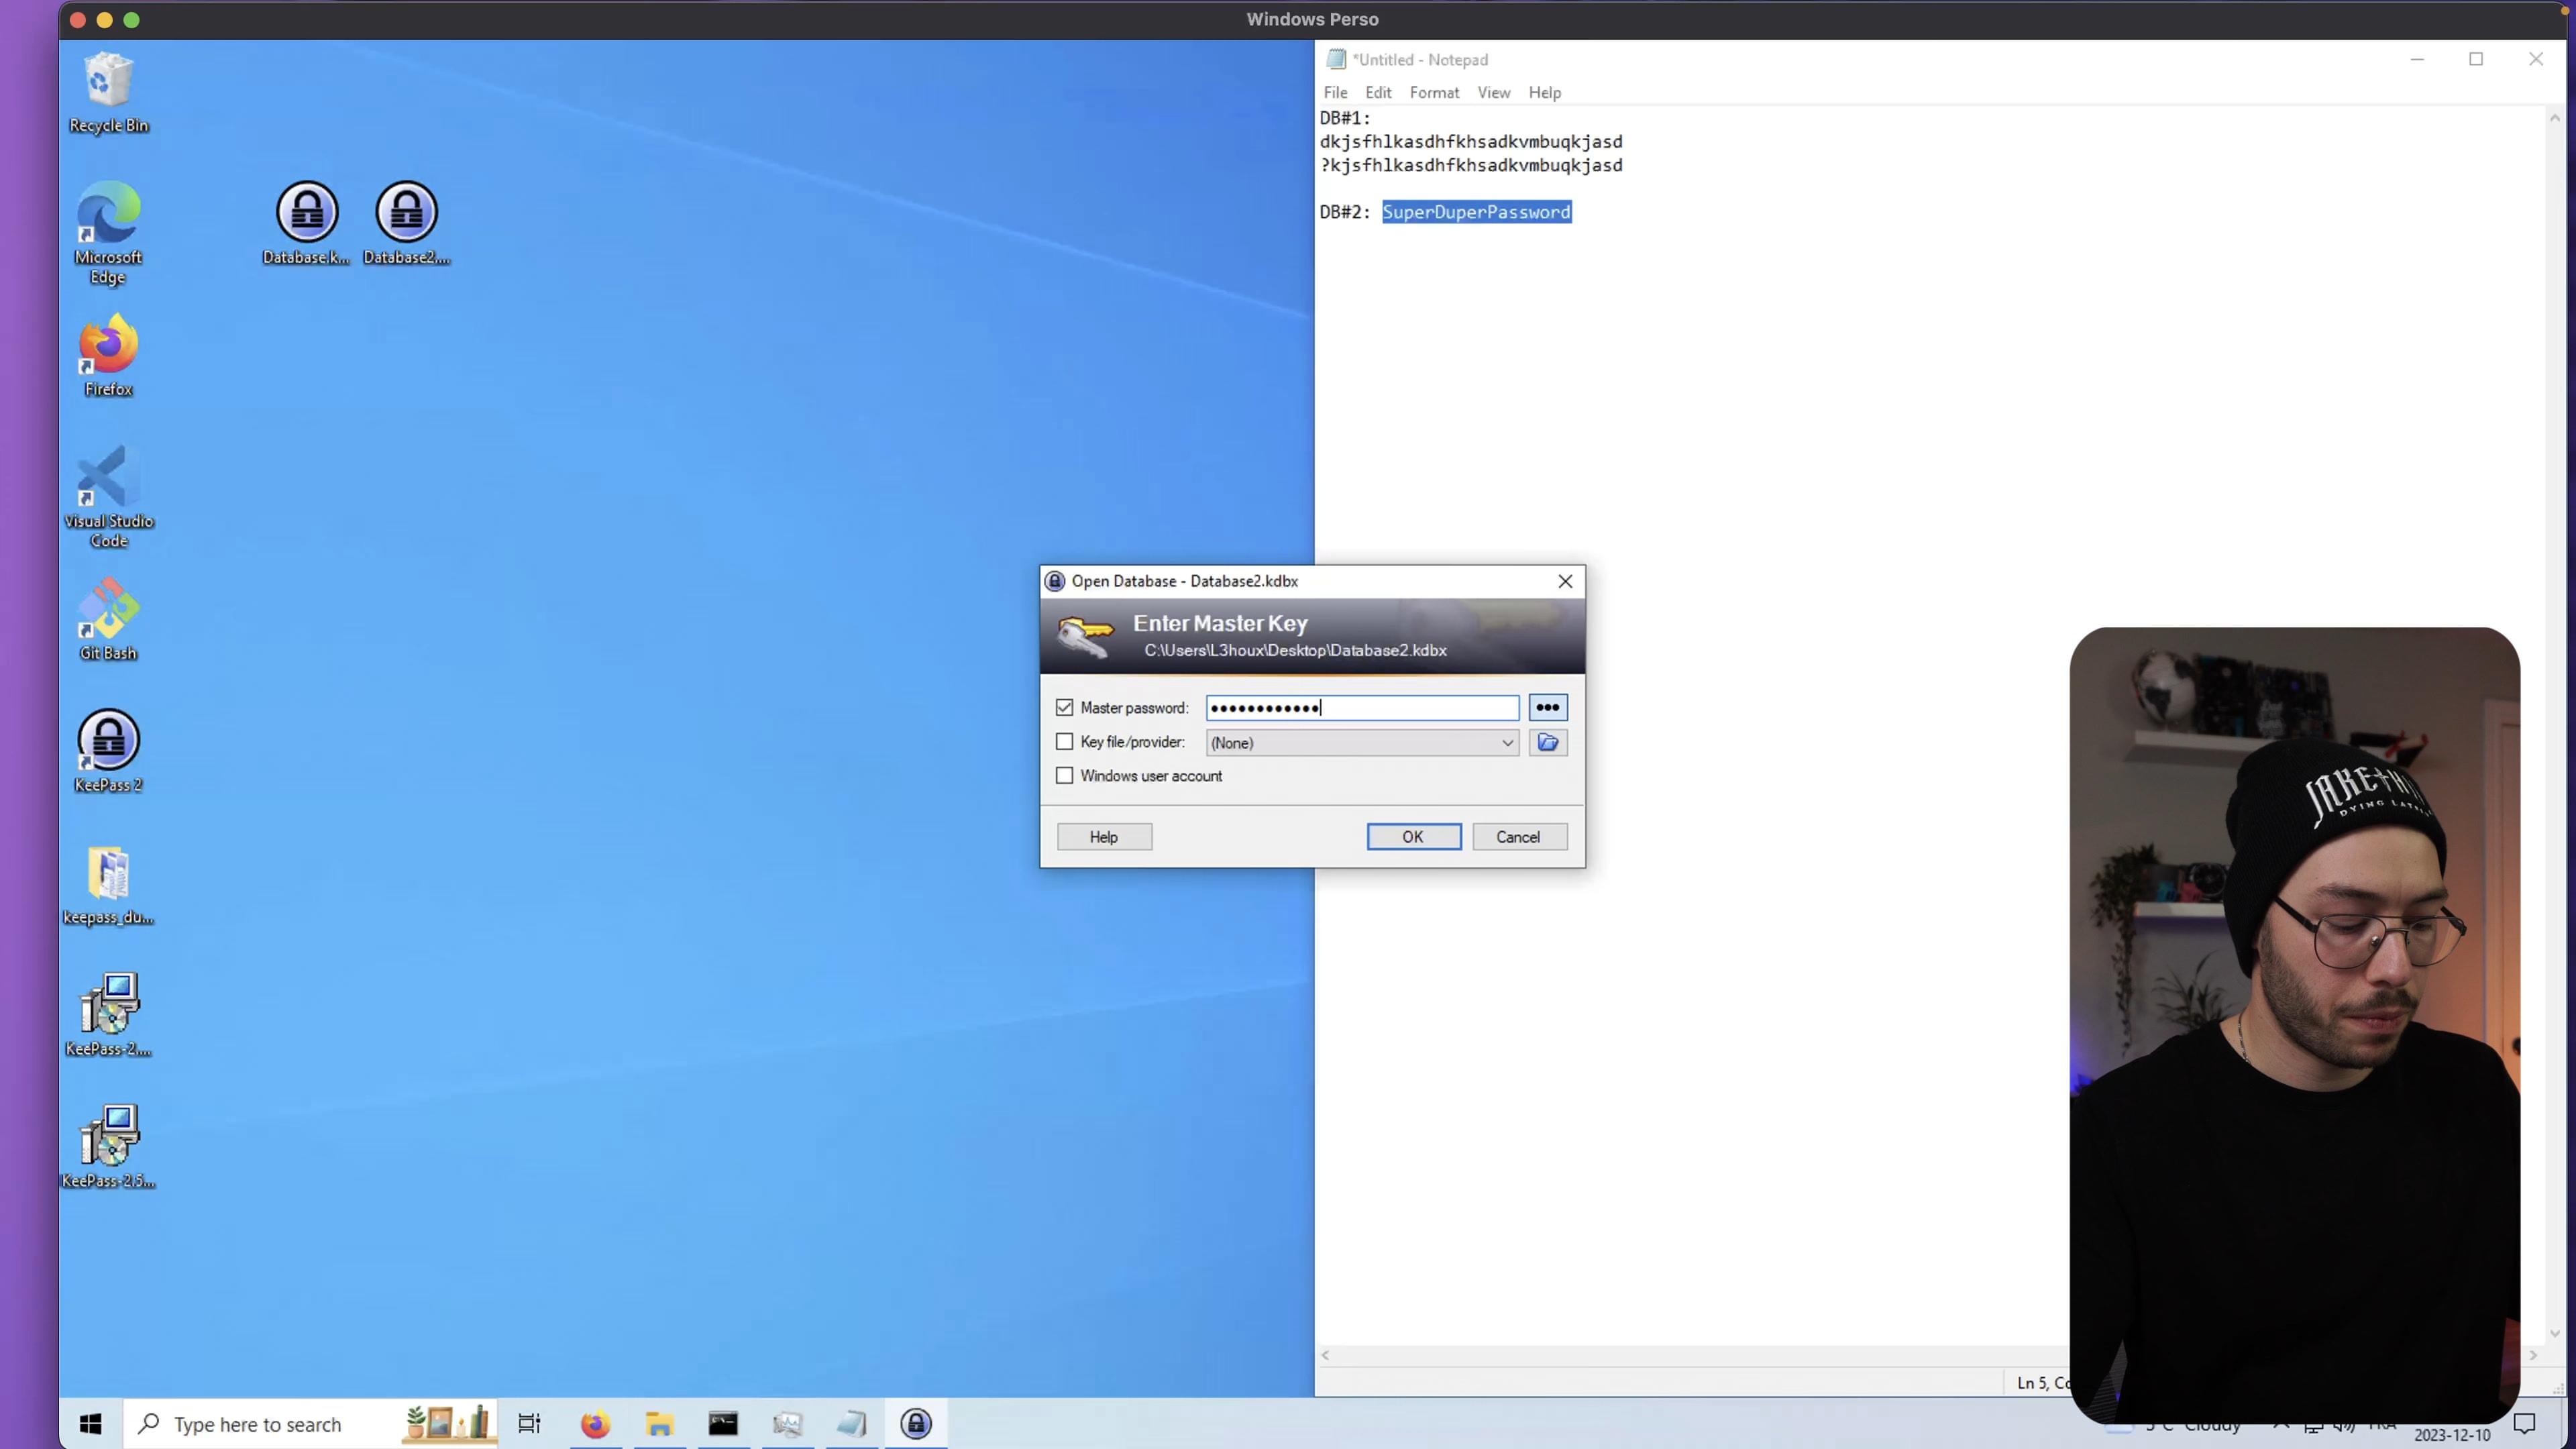 Windows Perso
Recycle Bin
Microsoft
Edge
Firefox
Visual Studio
Code
Git Bash
KeePass 2
keepass_du...
KeePass-2....
KeePass-2.5...
Database.k...
Database2....
*Untitled - Notepad
File Edit Format View Help
DB#1:
dkjsfhlkasdhfkhsadkvmbuqkjasd
?kjsfhlkasdhfkhsadkvmbuqkjasd
DB#2: SuperDuperPassword
Open Database - Database2.kdbx
Enter Master Key
C:\Users\L3houx\Desktop\Database2.kdbx
Master password: ●●●●●●●●●●●●
Key file/provider: (None)
Windows user account
Help OK Cancel
Ln 5,
Type here to search
Cloudy
2023-12-10